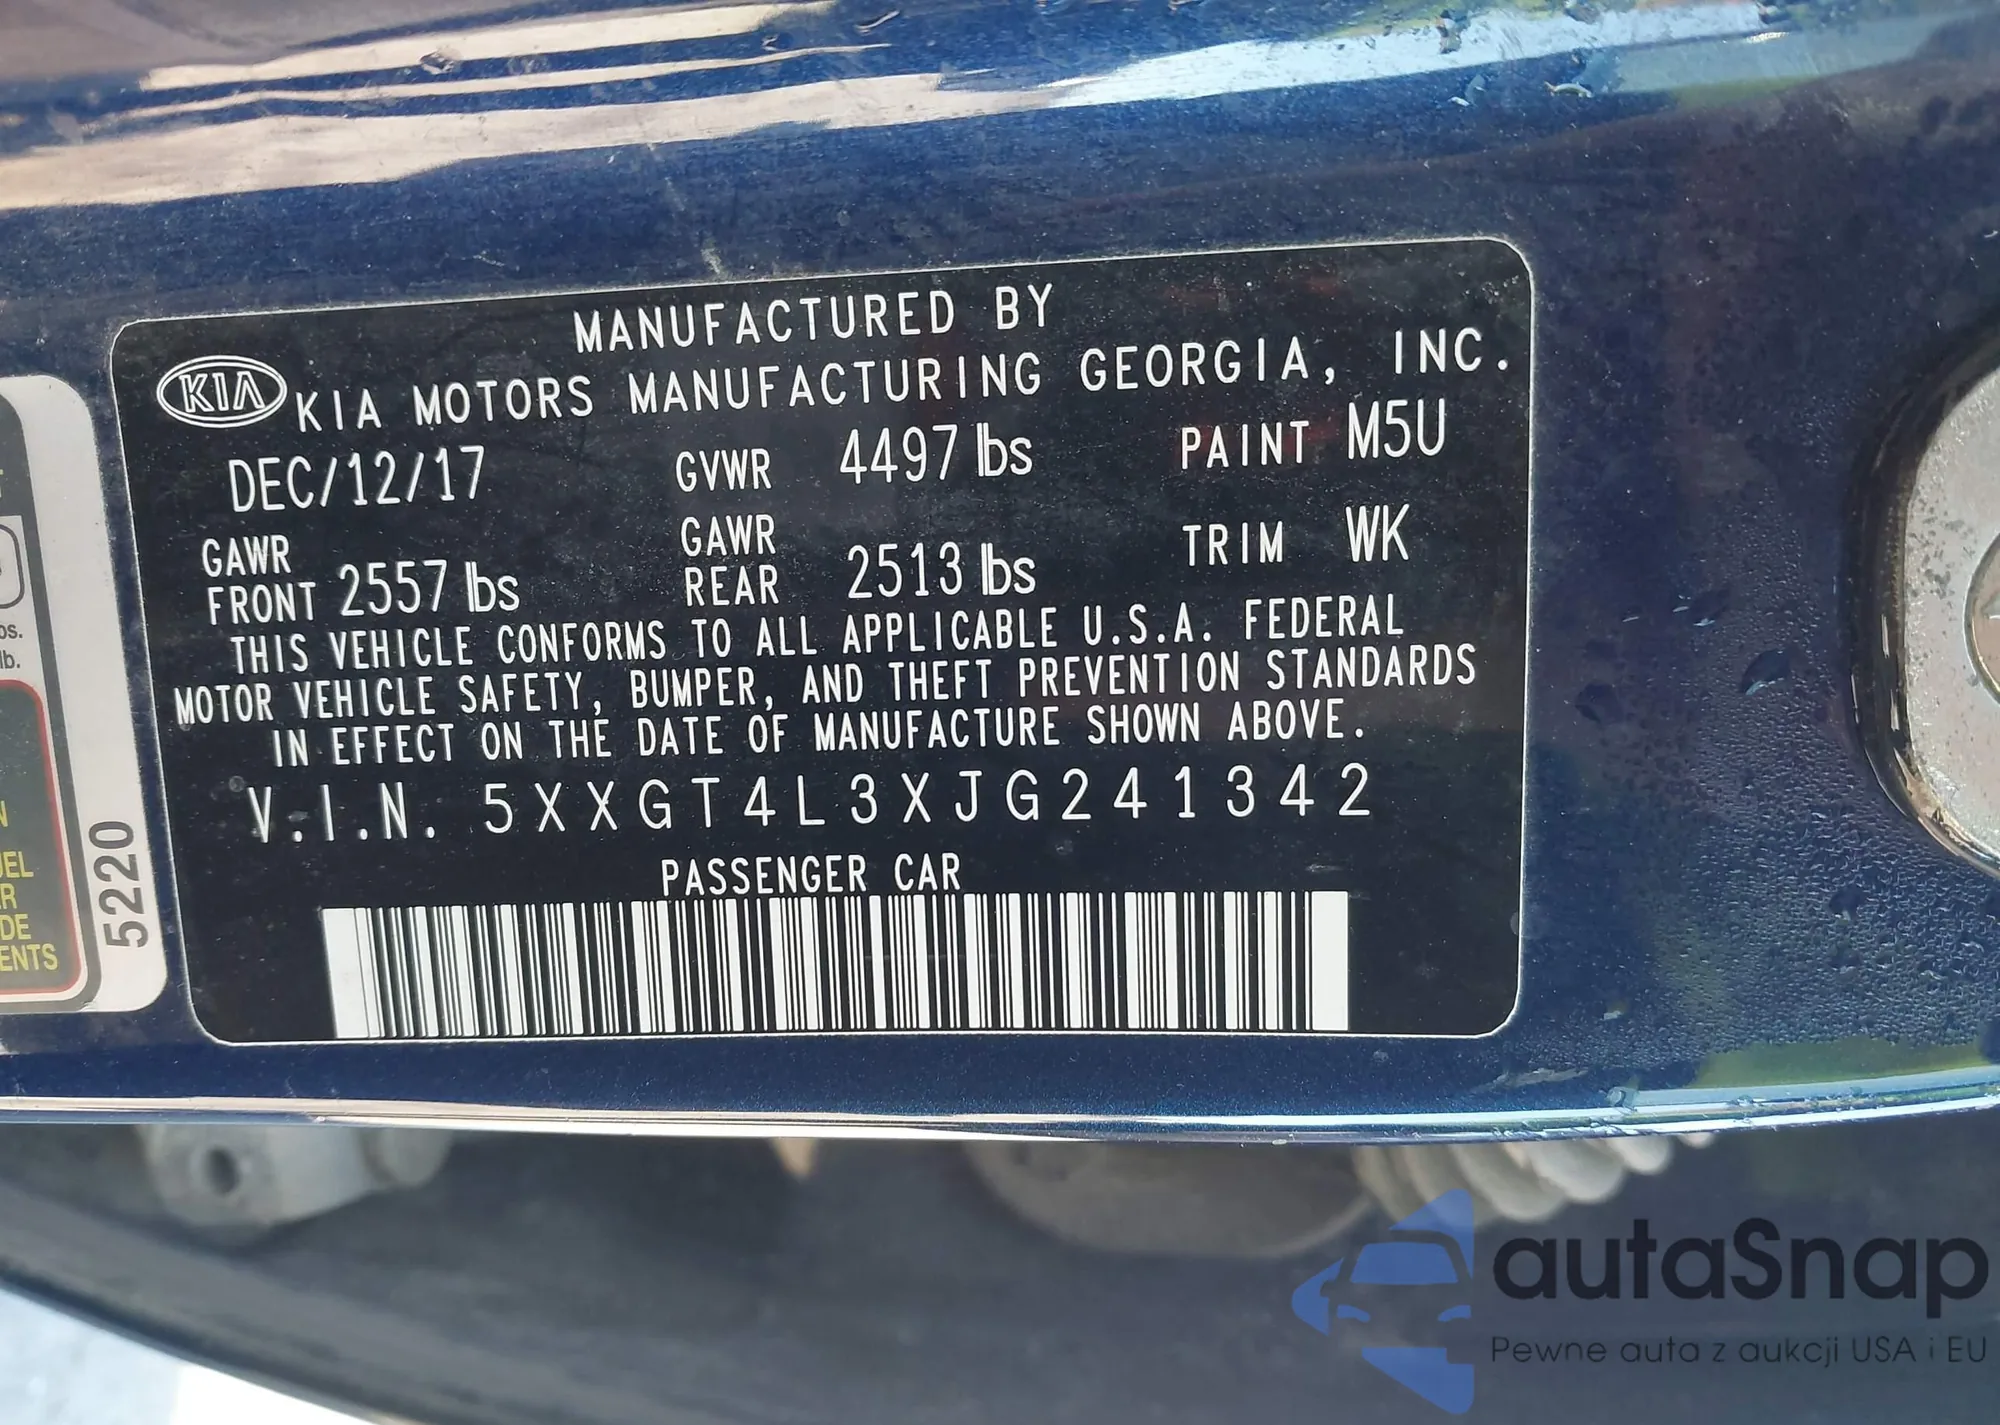 MANUFACTURED BY
KIA KIA MOTORS MANUFACTURING GEORGIA, INC.
DEC/12/17 GVWR 4497 lbs PAINT M5U
GAWR FRONT 2557 lbs GAWR REAR 2513 lbs TRIM WK
THIS VEHICLE CONFORMS TO ALL APPLICABLE U.S.A. FEDERAL
MOTOR VEHICLE SAFETY, BUMPER, AND THEFT PREVENTION STANDARDS
IN EFFECT ON THE DATE OF MANUFACTURE SHOWN ABOVE.
V.I.N. 5XXGT4L3XJG241342
PASSENGER CAR
5220
lb.
ENTS
autaSnap
Pewne auta z aukcji USA i EU